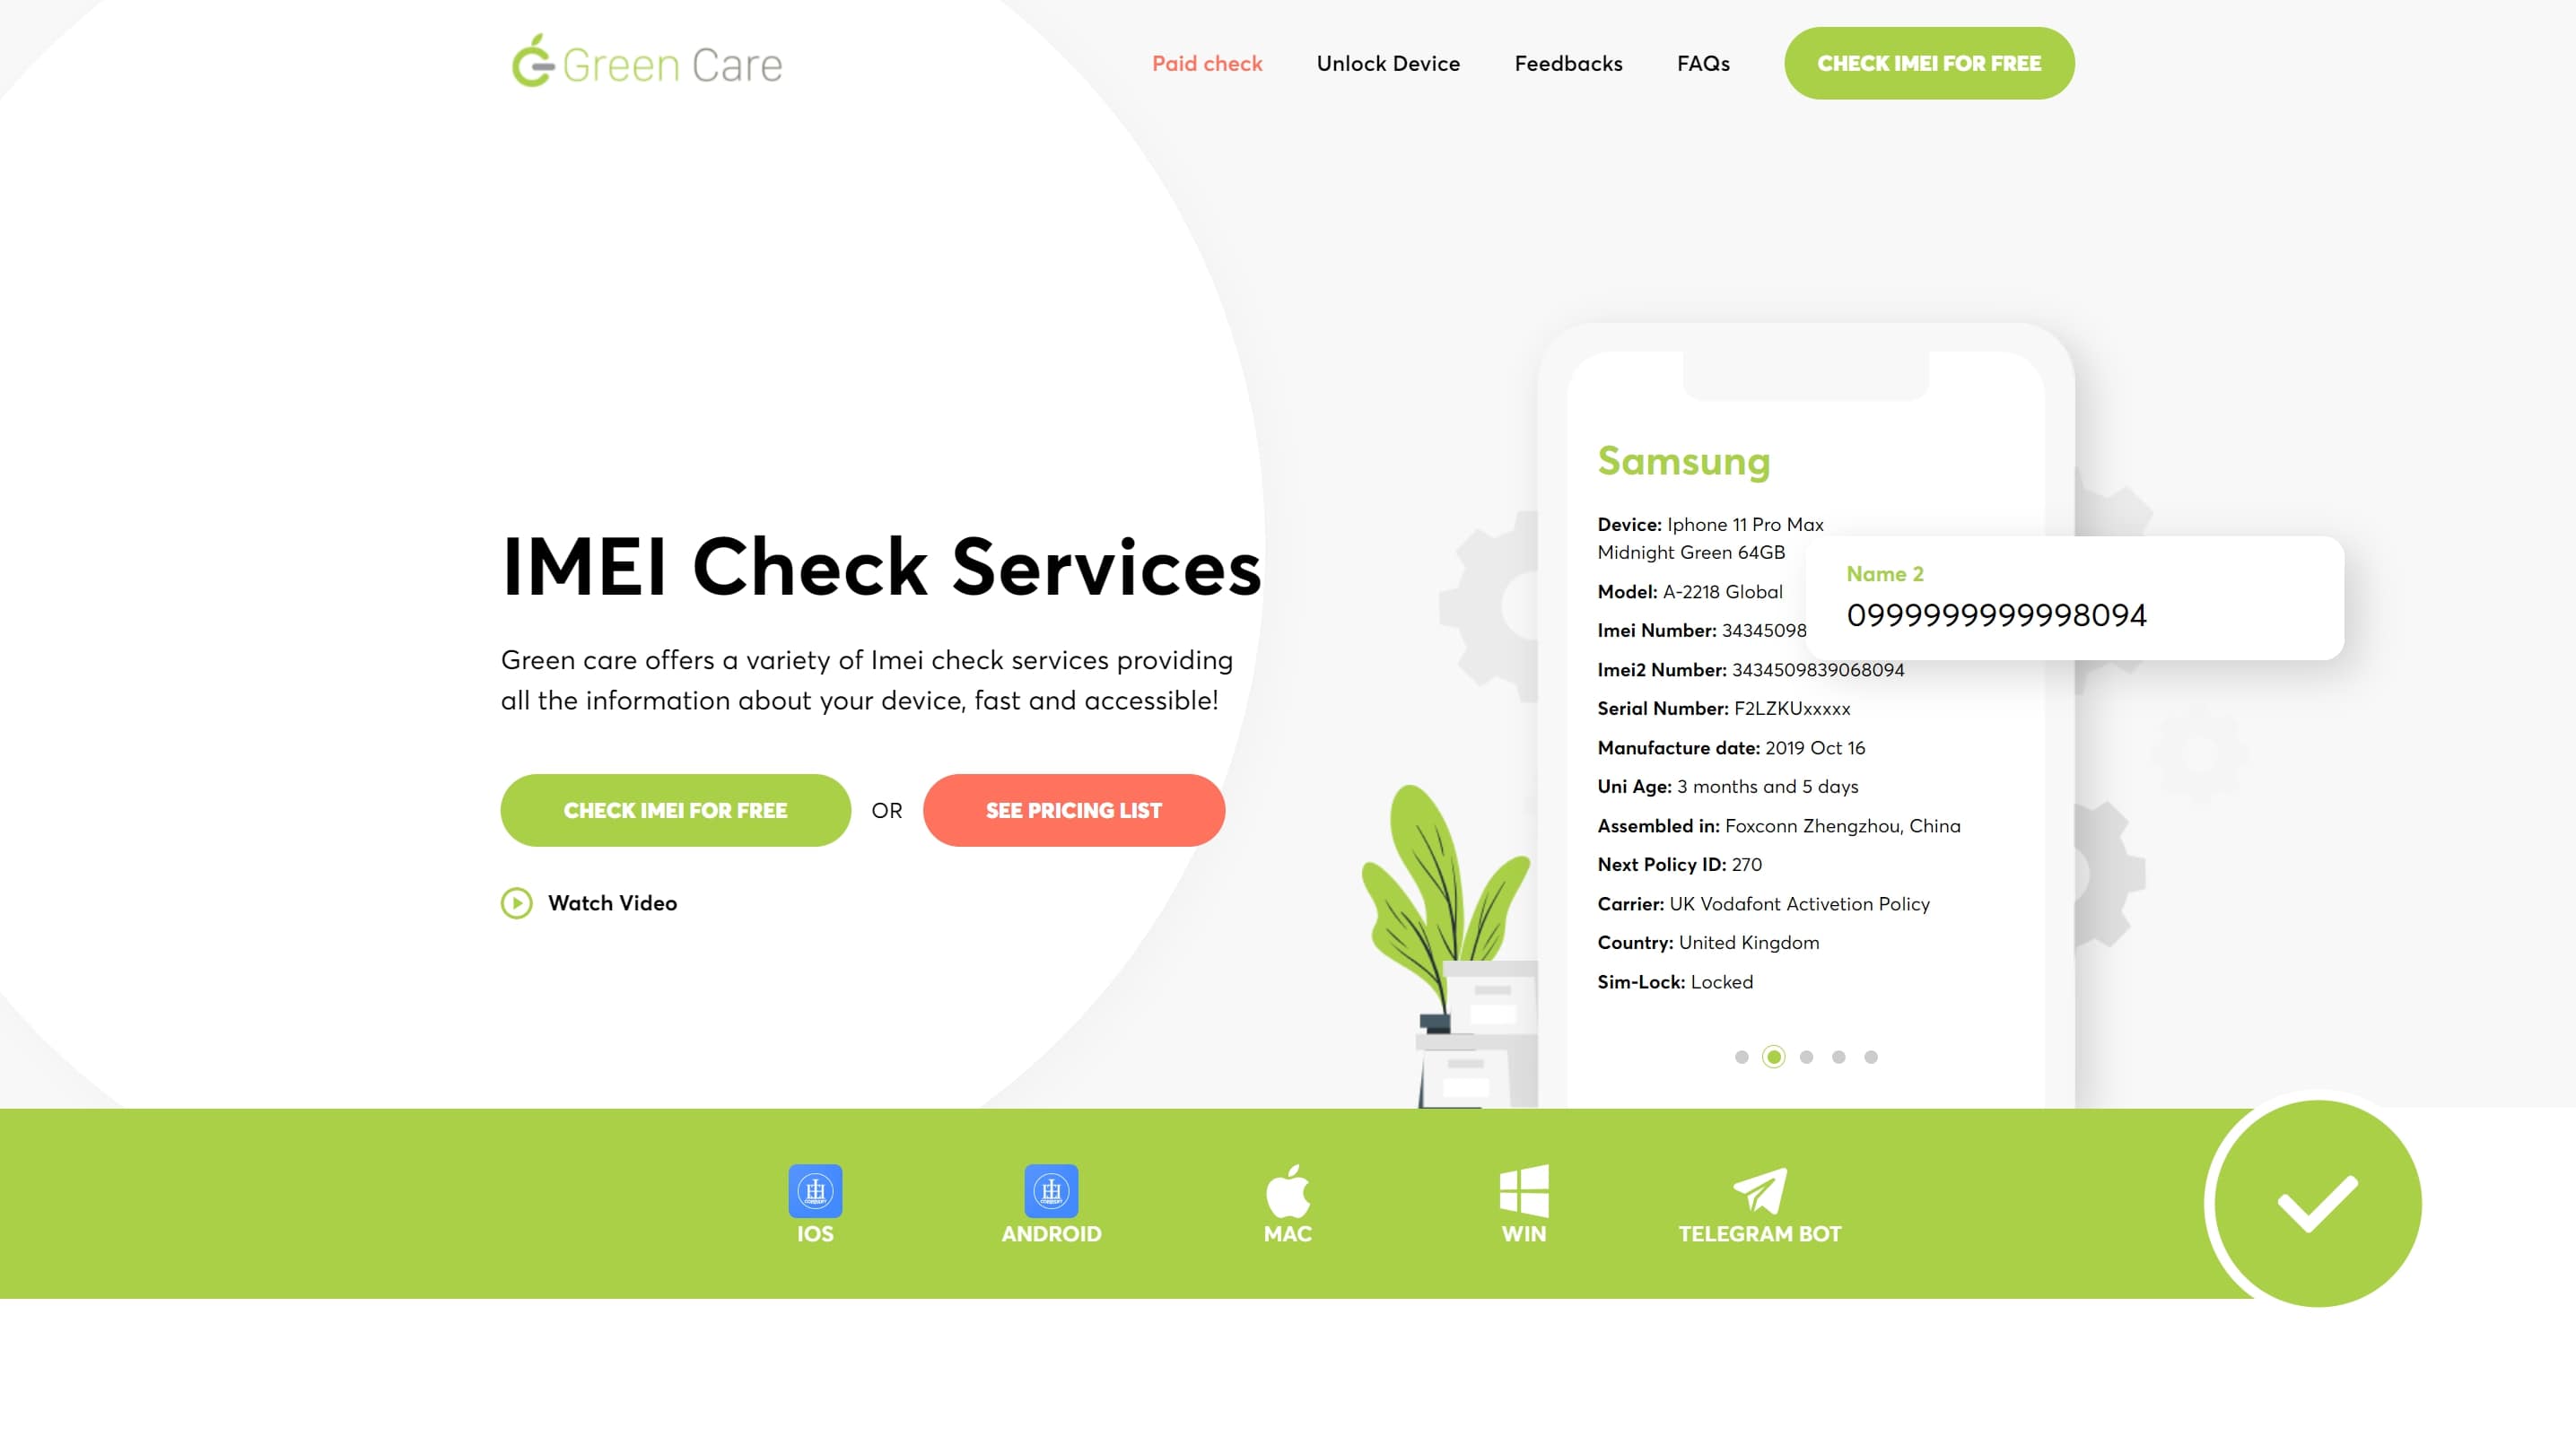 Green Care
Paid check
Unlock Device
Feedbacks
FAQs
CHECK IMEI FOR FREE
IMEI Check Services
Green care offers a variety of Imei check services providing
all the information about your device, fast and accessible!
CHECK IMEI FOR FREE
OR
SEE PRICING LIST
Watch Video
Samsung
Device: Iphone 11 Pro Max
Midnight Green 64GB
Model: A-2218 Global
Imei Number: 34345098
Name 2
0999999999998094
Imei2 Number: 3434509839068094
Serial Number: F2LZKUxxxxx
Manufacture date: 2019 Oct 16
Uni Age: 3 months and 5 days
Assembled in: Foxconn Zhengzhou, China
Next Policy ID: 270
Carrier: UK Vodafont Activetion Policy
Country: United Kingdom
Sim-Lock: Locked
IOS
ANDROID
MAC
WIN
TELEGRAM BOT